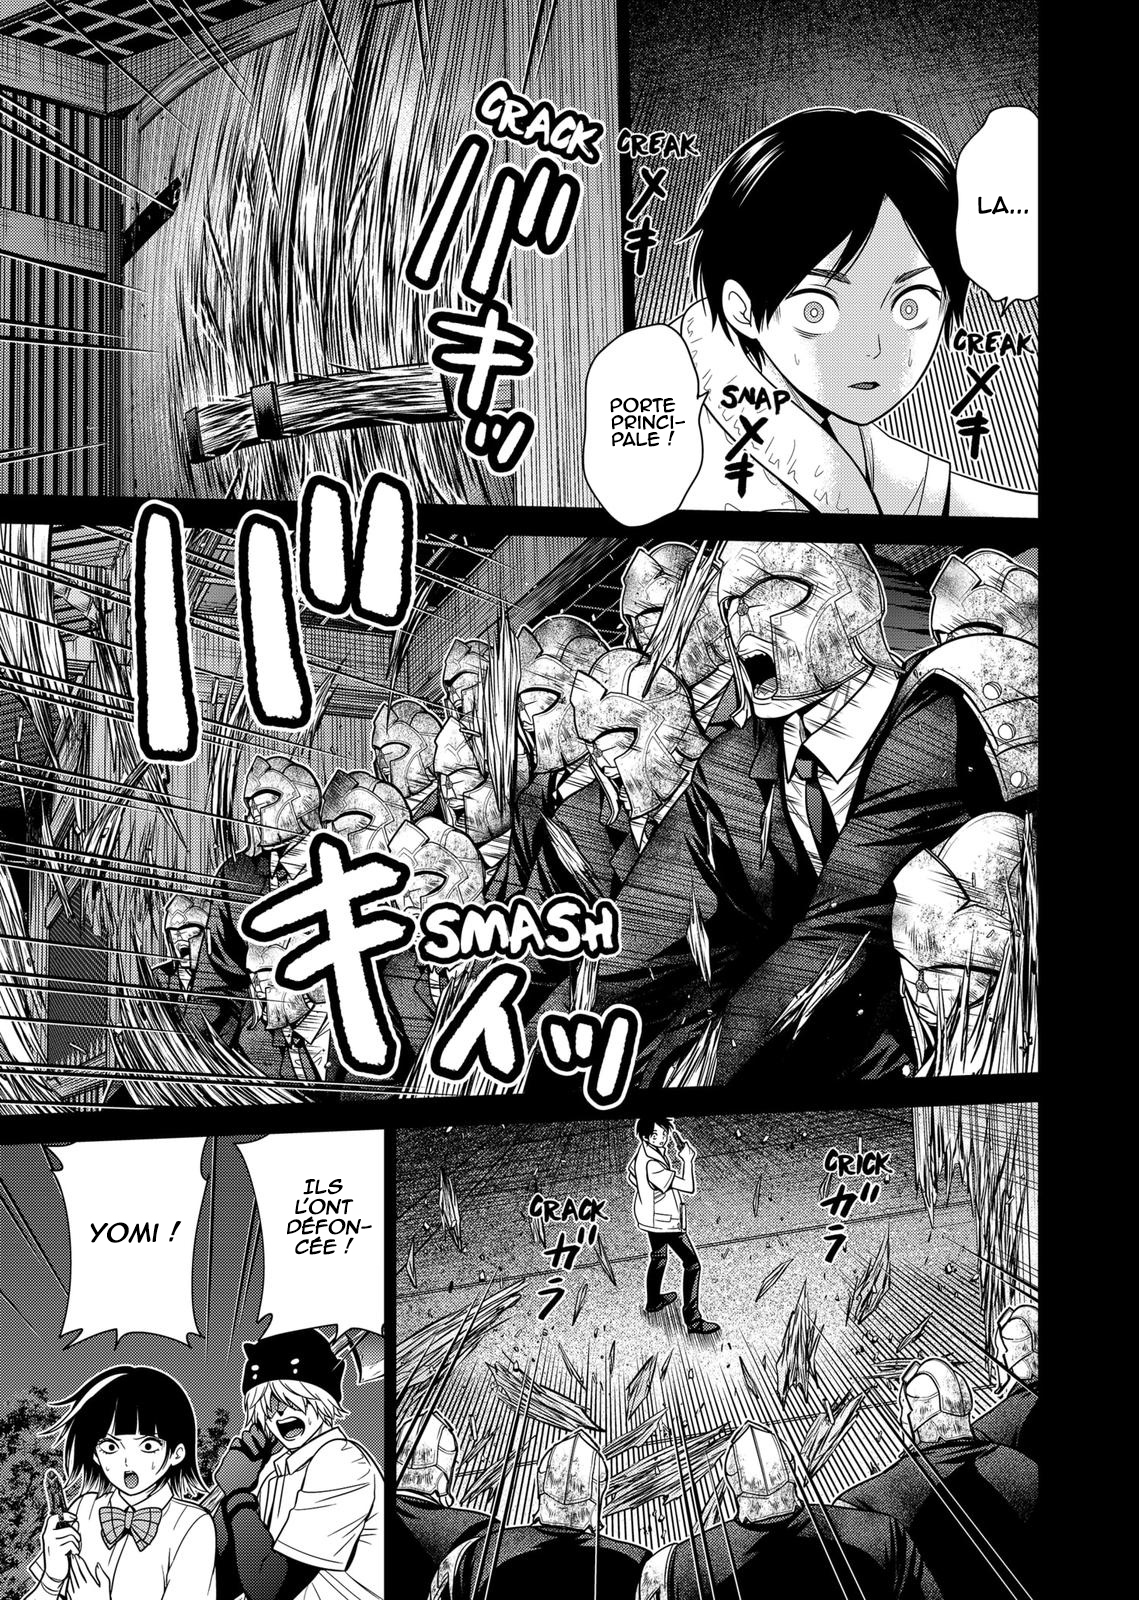 LA...
CREAK
メキ
CREAK
メキ
SNAP
メキ
PORTE
PRINCI-
PALE !
CRACK
バキッ
バキイッ
SMASH
CRICK
ガラ
CRACK
ガラ
ILS
L'ONT
DÉFON-
CÉE !
YOMI !